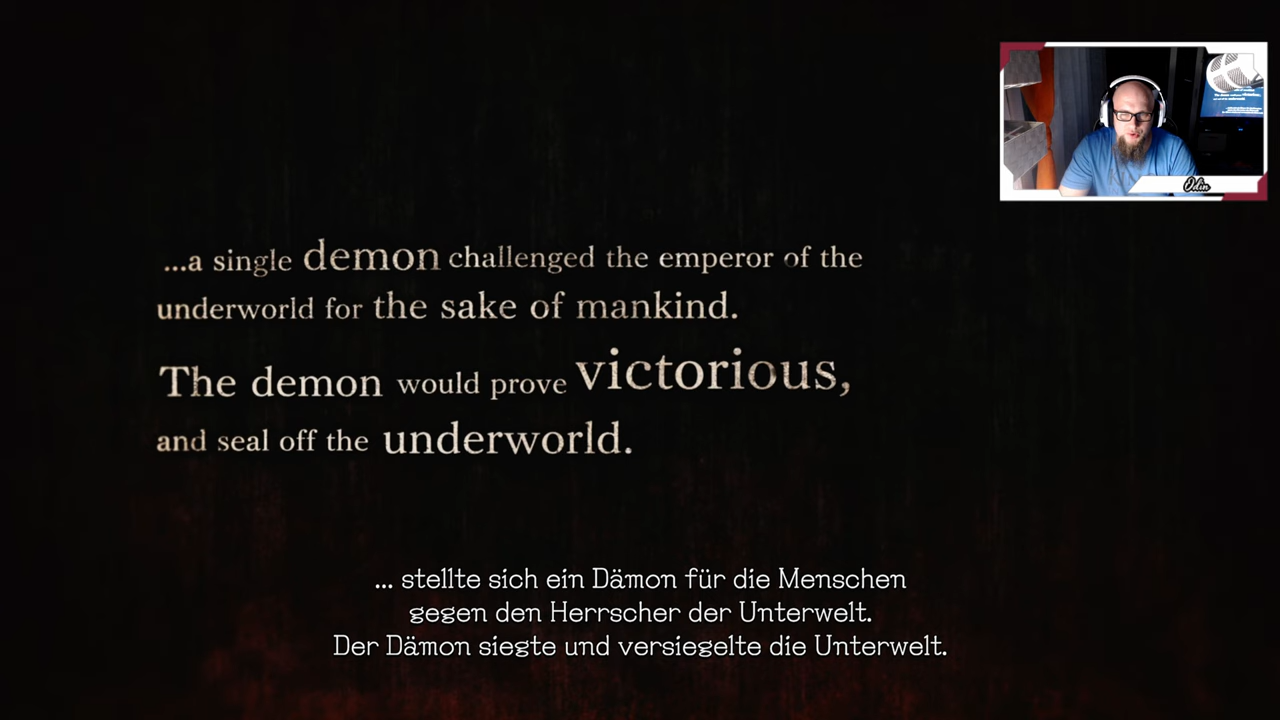 ...a single demon challenged the emperor of the
underworld for the sake of mankind.
The demon would prove victorious,
and seal off the underworld.
... stellte sich ein Dämon für die Menschen
gegen den Herrscher der Unterwelt.
Der Dämon siegte und versiegelte die Unterwelt.
Odin